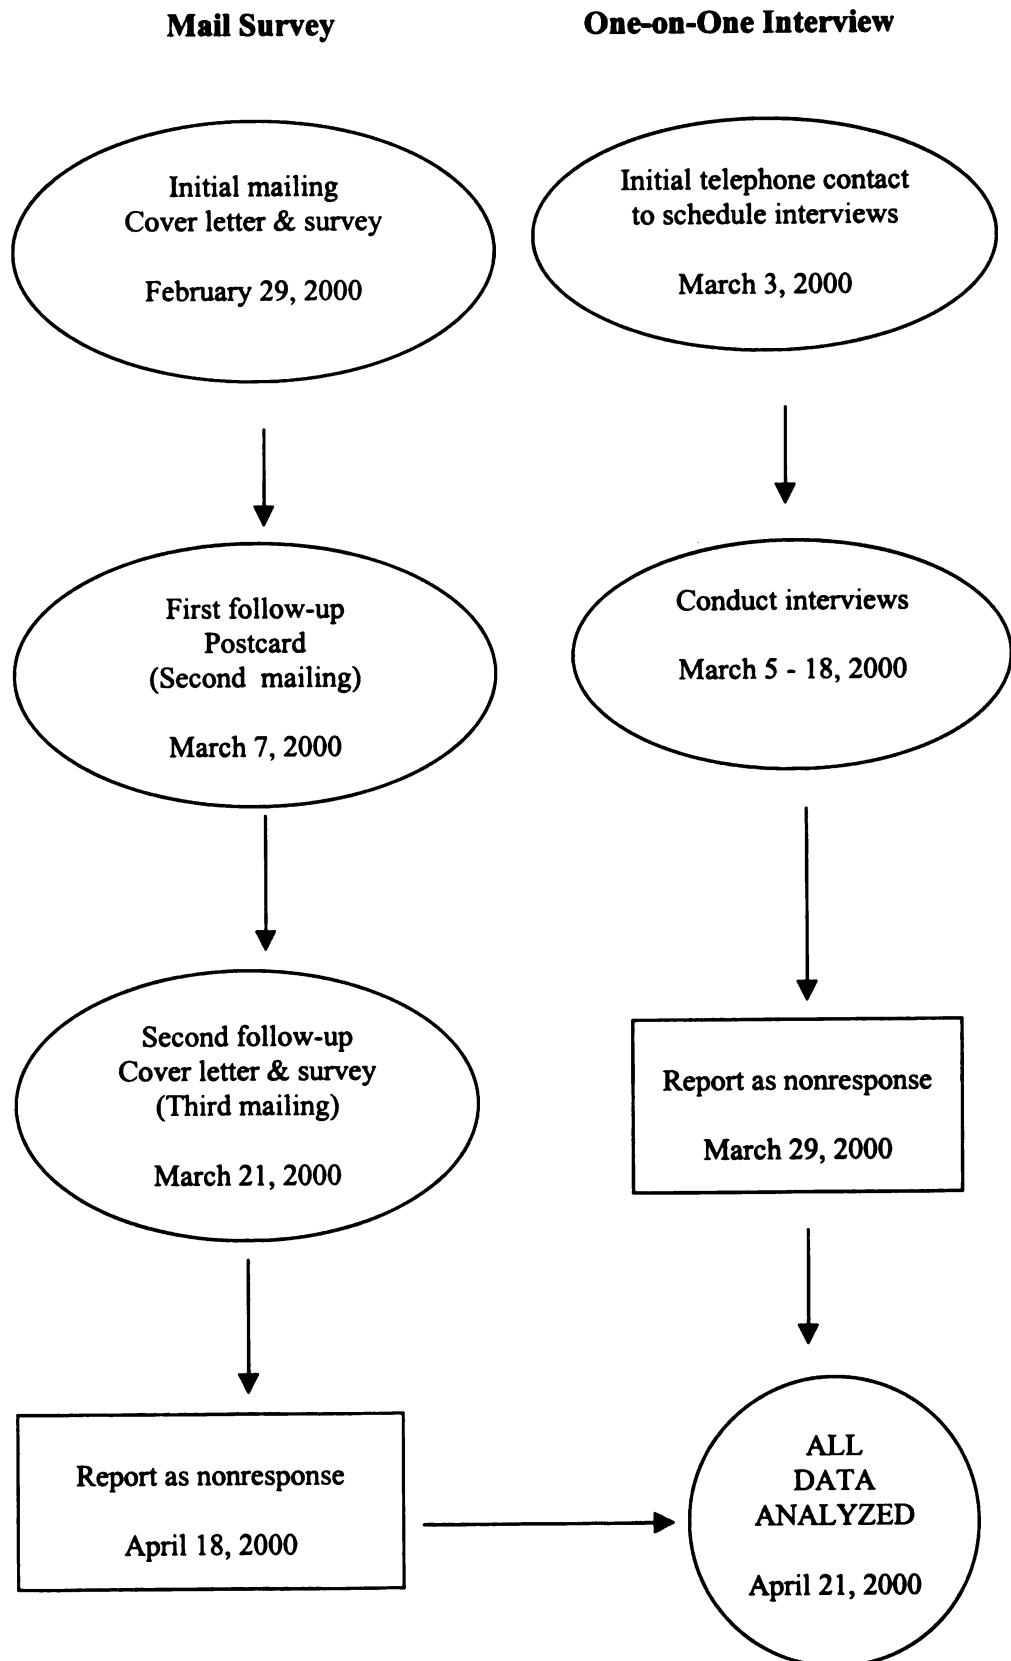 Mail Survey
One-on-One Interview
Initial mailing
Cover letter & survey
February 29, 2000
Initial telephone contact
to schedule interviews
March 3, 2000
First follow-up
Postcard
(Second mailing)
March 7, 2000
Conduct interviews
March 5 - 18, 2000
Second follow-up
Cover letter & survey
(Third mailing)
March 21, 2000
Report as nonresponse
March 29, 2000
Report as nonresponse
April 18, 2000
ALL
DATA
ANALYZED
April 21, 2000